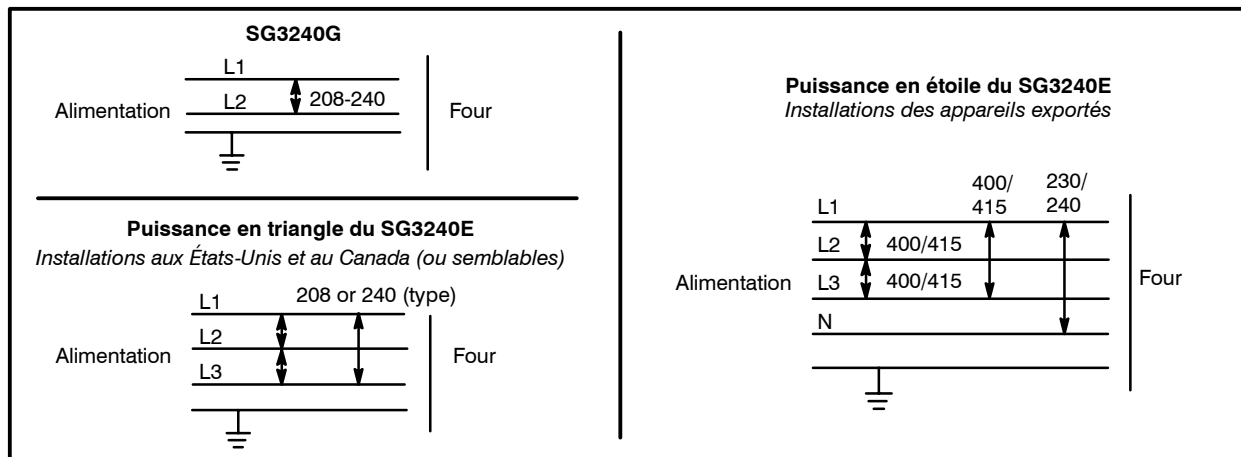 SG3240G
L1
L2
208-240
Alimentation
Four
Puissance en triangle du SG3240E
Installations aux États-Unis et au Canada (ou semblables)
208 or 240 (type)
L1
L2
L3
Alimentation
Four
Puissance en étoile du SG3240E
Installations des appareils exportés
400/
415
230/
240
L1
L2
400/415
L3
400/415
N
Alimentation
Four